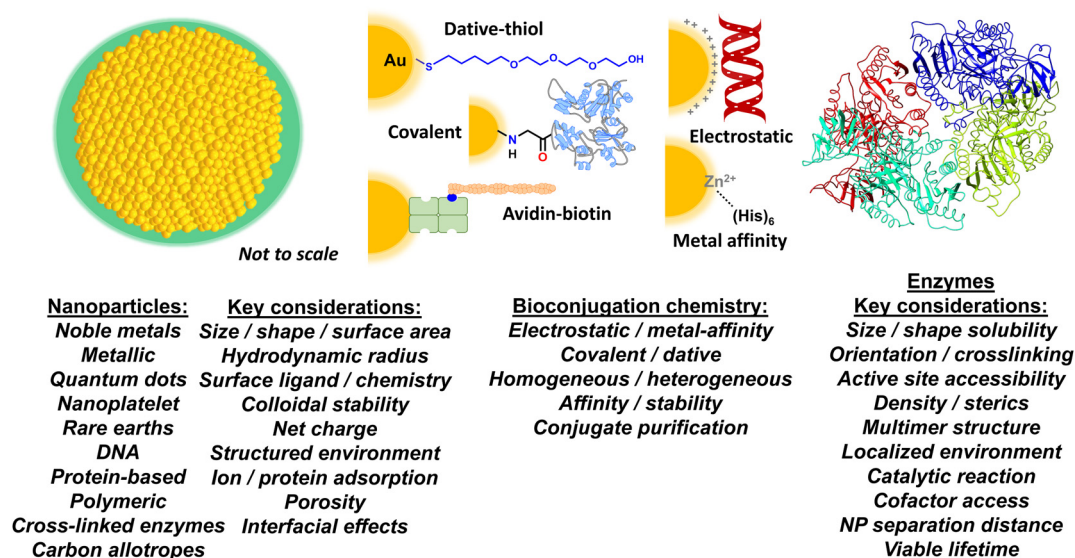 Dative-thiol
Au
S
O
O
O
OH
Covalent
N
H
O
Avidin-biotin
Not to scale
++++++++++++
Electrostatic
Zn2+
(His)6
Metal affinity
Nanoparticles:
Noble metals
Metallic
Quantum dots
Nanoplatelet
Rare earths
DNA
Protein-based
Polymeric
Cross-linked enzymes
Carbon allotropes
Key considerations:
Size / shape / surface area
Hydrodynamic radius
Surface ligand / chemistry
Colloidal stability
Net charge
Structured environment
Ion / protein adsorption
Porosity
Interfacial effects
Bioconjugation chemistry:
Electrostatic / metal-affinity
Covalent / dative
Homogeneous / heterogeneous
Affinity / stability
Conjugate purification
Enzymes
Key considerations:
Size / shape solubility
Orientation / crosslinking
Active site accessibility
Density / sterics
Multimer structure
Localized environment
Catalytic reaction
Cofactor access
NP separation distance
Viable lifetime